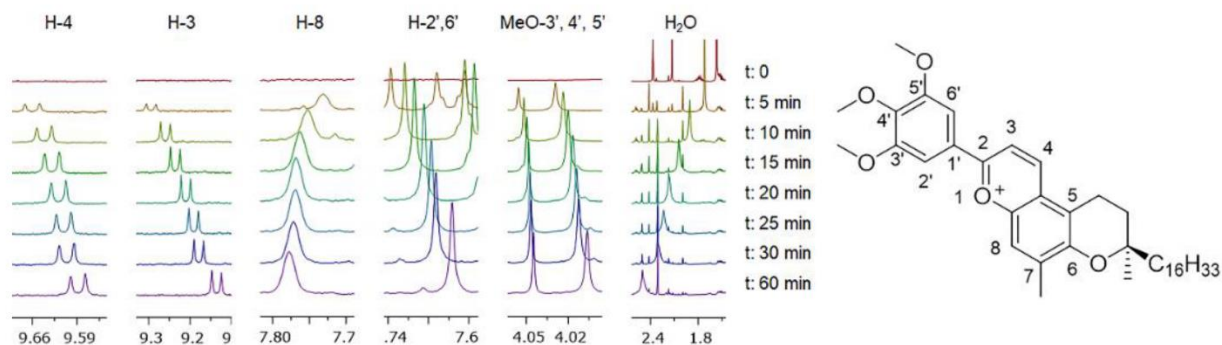 H-4 H-3 H-8 H-2',6' MeO-3', 4', 5' H₂O
t: 0
t: 5 min
t: 10 min
t: 15 min
t: 20 min
t: 25 min
t: 30 min
t: 60 min
9.66 9.59 9.3 9.2 9 7.80 7.7 .74 7.6 4.05 4.02 2.4 1.8
O
5' 6'
O 4' 2 3 4
3' 1'
O 2' 1 O + 5
8
7 6 O C₁₆H₃₃